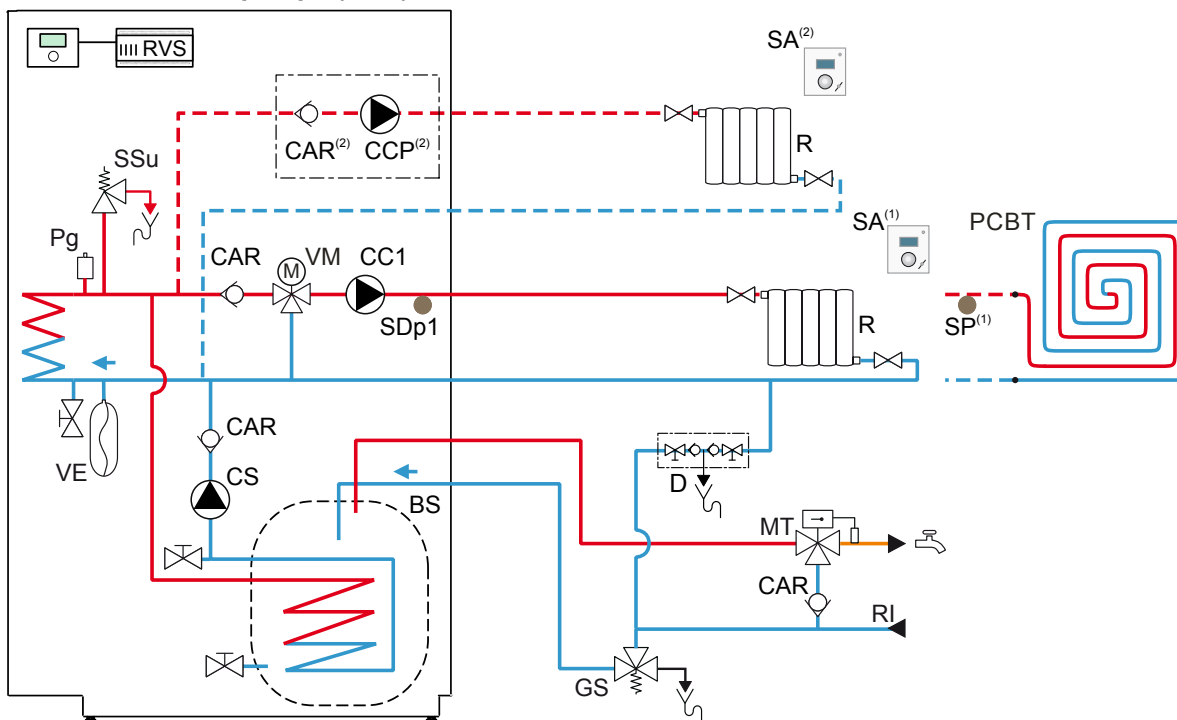 RVS
SA(2)
CAR(2) CCP(2)
R
SSu
Pg
CAR VM CC1
M
SDp1
SA(1)
PCBT
R
SP(1)
VE
CAR
CS
BS
D
MT
CAR
RI
GS